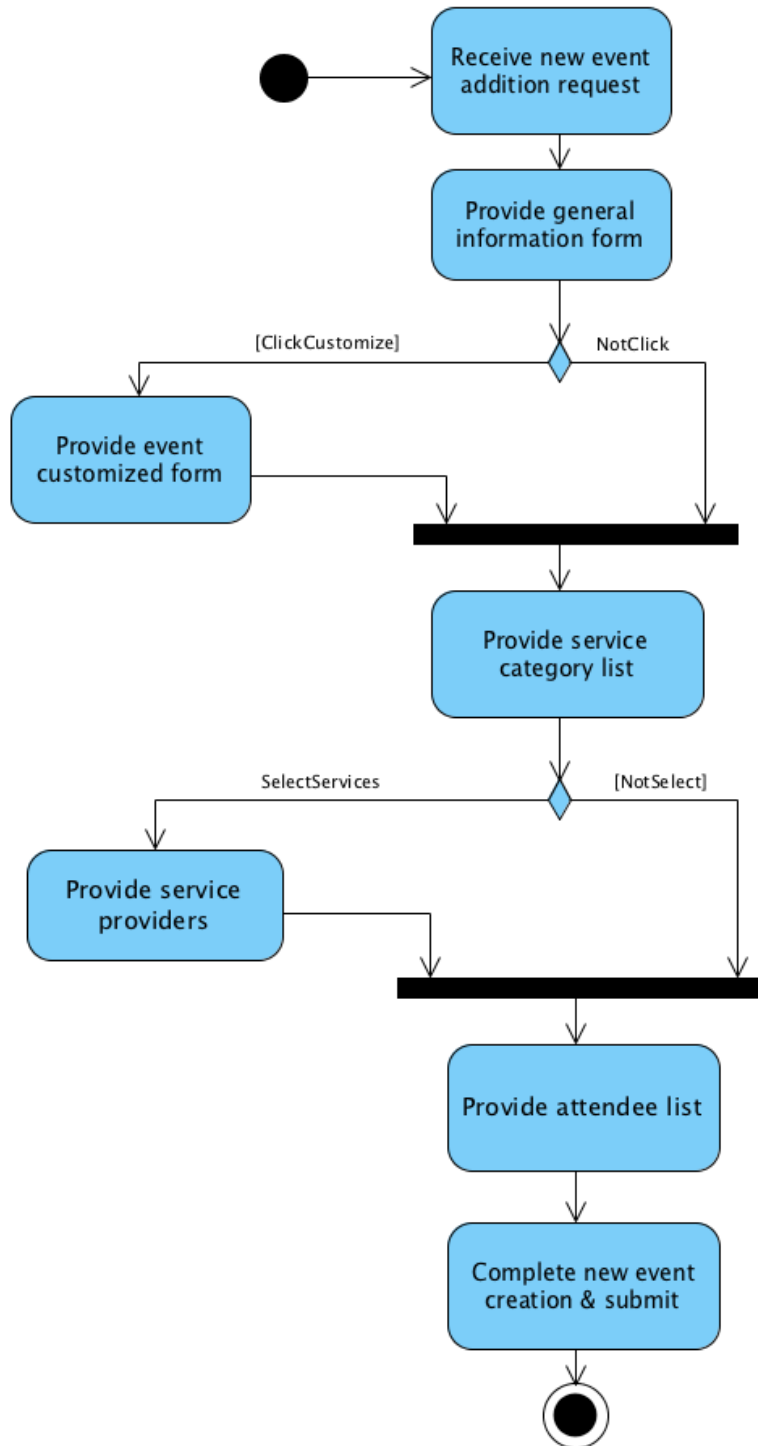 Receive new event
addition request
Provide general
information form
[ClickCustomize]
NotClick
Provide event
customized form
Provide service
category list
SelectServices
[NotSelect]
Provide service
providers
Provide attendee list
Complete new event
creation & submit